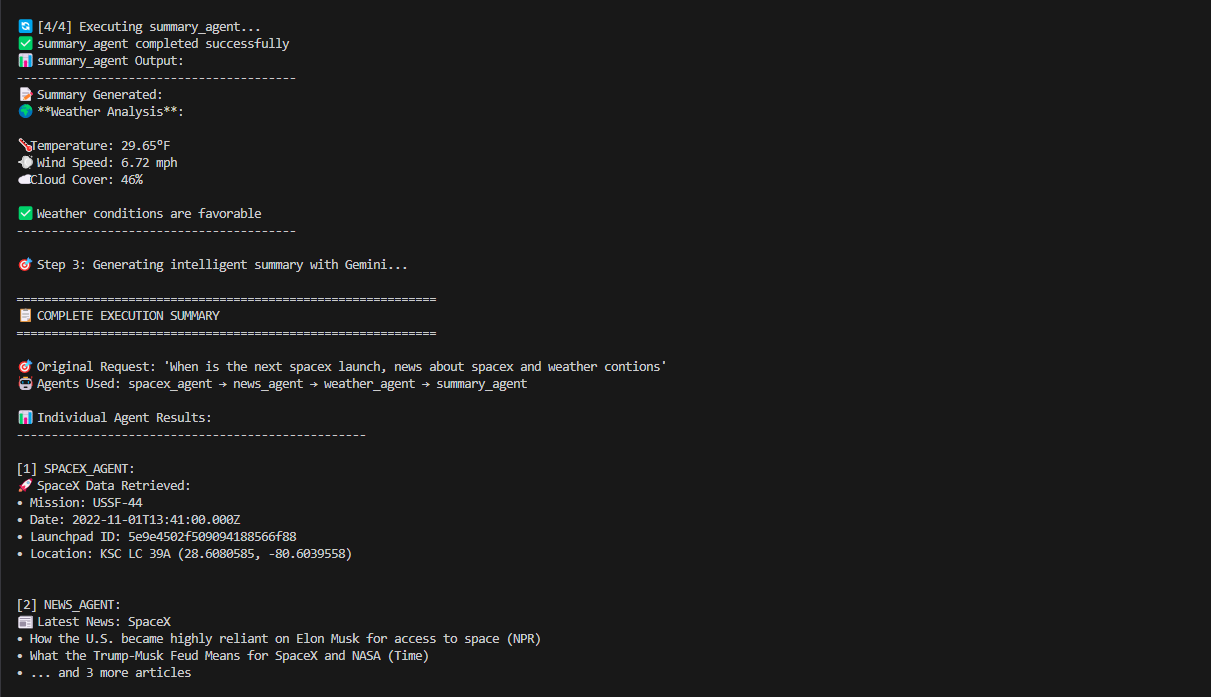 🔄 [4/4] Executing summary_agent...
✅ summary_agent completed successfully
📊 summary_agent Output:
----------------------------------------
📝 Summary Generated:
🌍 **Weather Analysis**:
🌡️Temperature: 29.65°F
💨 Wind Speed: 6.72 mph
☁️Cloud Cover: 46%
✅ Weather conditions are favorable
----------------------------------------
🎯 Step 3: Generating intelligent summary with Gemini...
============================================================
📋 COMPLETE EXECUTION SUMMARY
============================================================
🎯 Original Request: 'When is the next spacex launch, news about spacex and weather contions'
🤖 Agents Used: spacex_agent → news_agent → weather_agent → summary_agent
📊 Individual Agent Results:
--------------------------------------------------
[1] SPACEX_AGENT:
🚀 SpaceX Data Retrieved:
• Mission: USSF-44
• Date: 2022-11-01T13:41:00.000Z
• Launchpad ID: 5e9e4502f509094188566f88
• Location: KSC LC 39A (28.6080585, -80.6039558)
[2] NEWS_AGENT:
📰 Latest News: SpaceX
• How the U.S. became highly reliant on Elon Musk for access to space (NPR)
• What the Trump-Musk Feud Means for SpaceX and NASA (Time)
• ... and 3 more articles